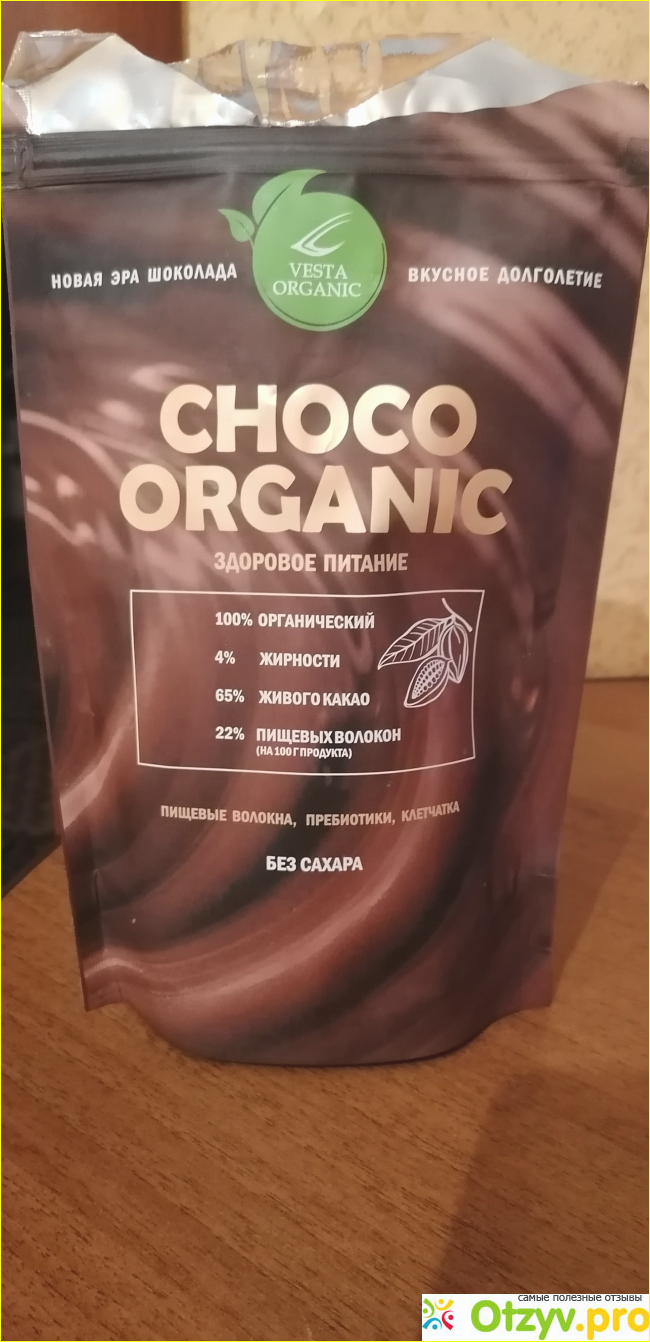 VESTA
ORGANIC
НОВАЯ ЭРА ШОКОЛАДА
ВКУСНОЕ ДОЛГОЛЕТИЕ
CHOCO
ORGANIC
ЗДОРОВОЕ ПИТАНИЕ
100% ОРГАНИЧЕСКИЙ
4% ЖИРНОСТИ
65% ЖИВОГО КАКАО
22% ПИЩЕВЫХ ВОЛОКОН
(НА 100 Г ПРОДУКТА)
ПИЩЕВЫЕ ВОЛОКНА, ПРЕБИОТИКИ, КЛЕТЧАТКА
БЕЗ САХАРА
самые полезные отзывы
Otzyv.pro